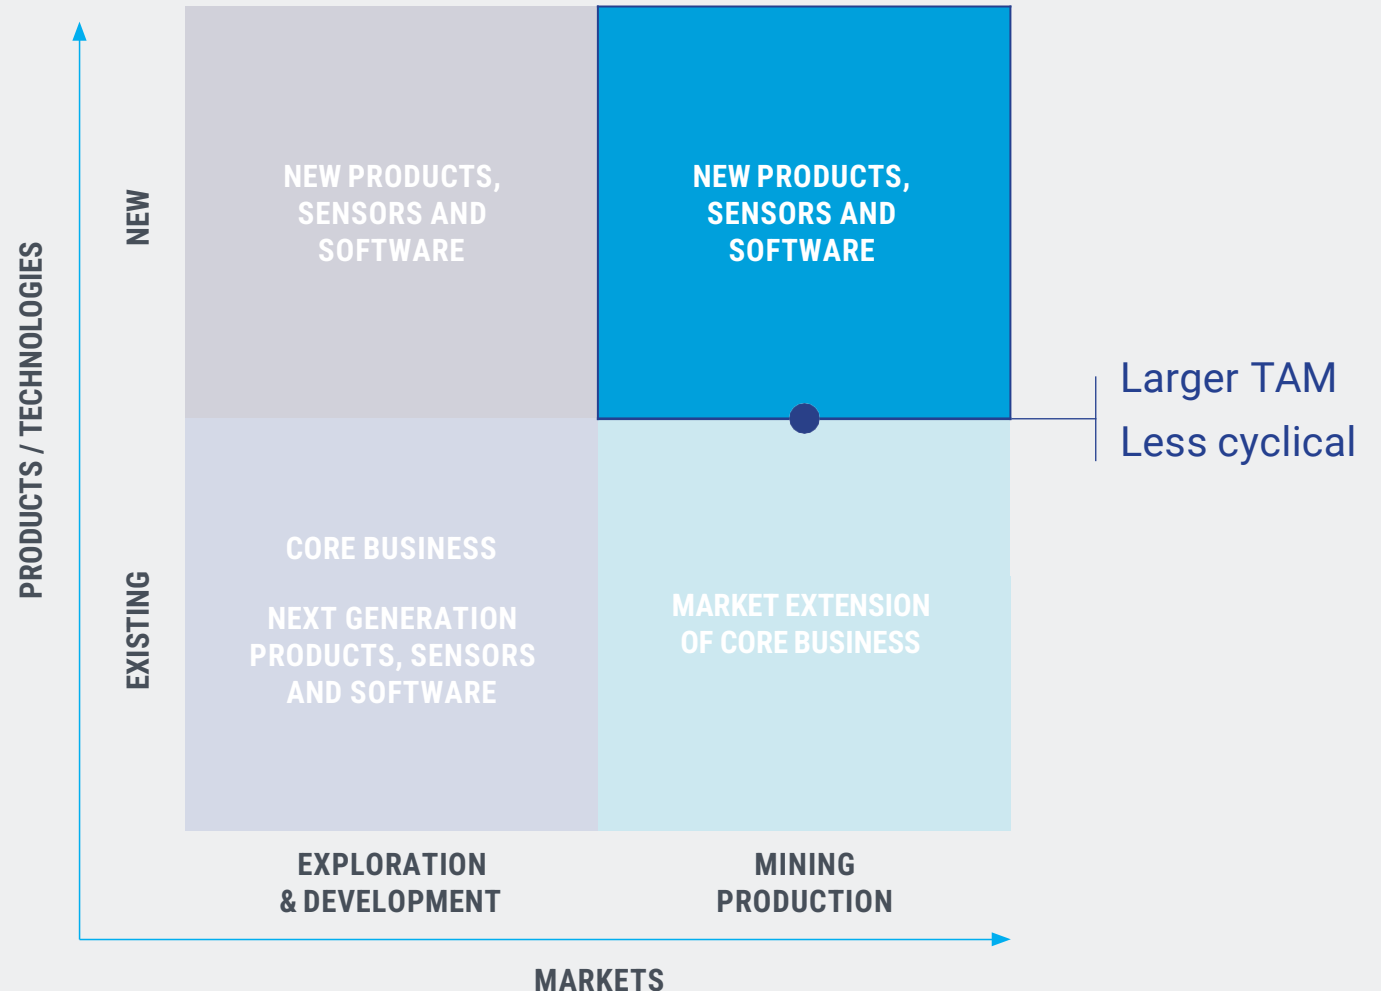 PRODUCTS / TECHNOLOGIES
NEW
EXISTING
NEW PRODUCTS,
SENSORS AND
SOFTWARE
NEW PRODUCTS,
SENSORS AND
SOFTWARE
Larger TAM
Less cyclical
CORE BUSINESS
NEXT GENERATION
PRODUCTS, SENSORS
AND SOFTWARE
MARKET EXTENSION
OF CORE BUSINESS
EXPLORATION
& DEVELOPMENT
MINING
PRODUCTION
MARKETS